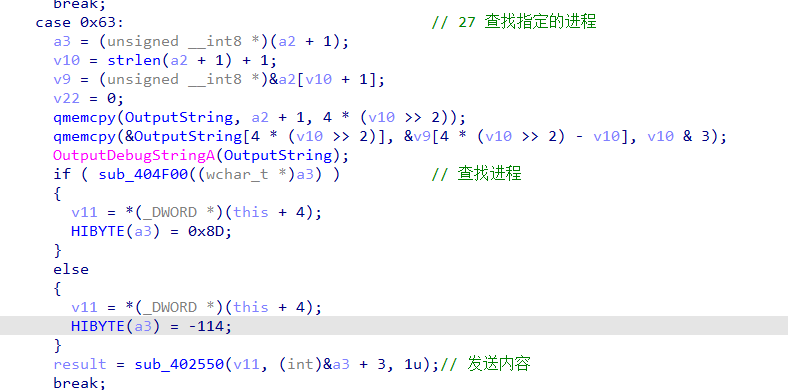 break;
case 0x63: // 27 查找指定的进程
a3 = (unsigned __int8 *)(a2 + 1);
v10 = strlen(a2 + 1) + 1;
v9 = (unsigned __int8 *)&a2[v10 + 1];
v22 = 0;
qmemcpy(OutputString, a2 + 1, 4 * (v10 >> 2));
qmemcpy(&OutputString[4 * (v10 >> 2)], &v9[4 * (v10 >> 2) - v10], v10 & 3);
OutputDebugStringA(OutputString);
if ( sub_404F00((wchar_t *)a3) ) // 查找进程
{
v11 = *(_DWORD *)(this + 4);
HIBYTE(a3) = 0x8D;
}
else
{
v11 = *(_DWORD *)(this + 4);
HIBYTE(a3) = -114;
}
result = sub_402550(v11, (int)&a3 + 3, 1u);// 发送内容
break;